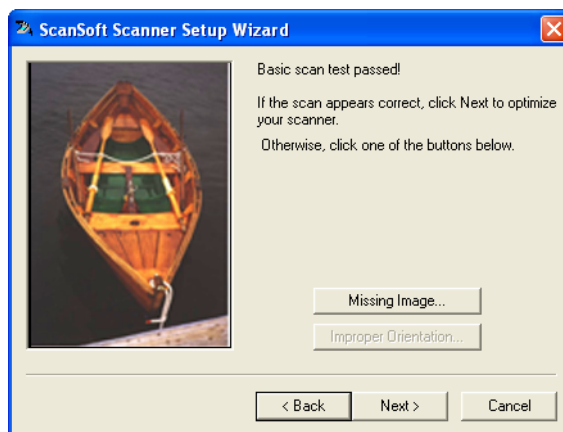 ScanSoft Scanner Setup Wizard
Basic scan test passed!
If the scan appears correct, click Next to optimize
your scanner.
Otherwise, click one of the buttons below.
Missing Image...
Improper Orientation...
< Back
Next >
Cancel